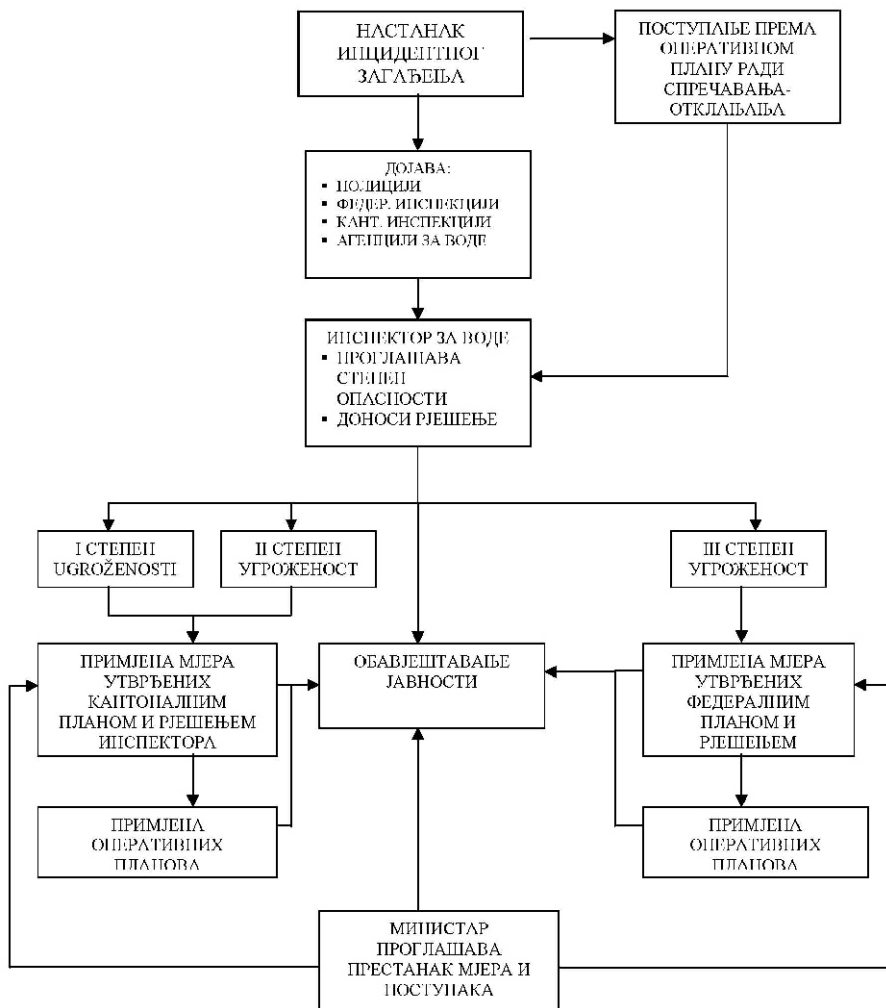 НАСТАНАК
ИНЦИДЕНТНОГ
ЗАГАЂЕЊА
ПОСТУПАЊЕ ПРЕМА
ОПЕРАТИВНОМ
ПЛАНУ РАДИ
СПРЕЧАВАЊА-
ОТКЛАЊАЊА
ДОЈАВА:
▪ ПОЛИЦИЈИ
▪ ФЕДЕР. ИНСПЕКЦИЈИ
▪ КАНТ. ИНСПЕКЦИЈИ
▪ АГЕНЦИЈИ ЗА ВОДЕ
ИНСПЕКТОР ЗА ВОДЕ
▪ ПРОГЛАШАВА
СТЕПЕН
ОПАСНОСТИ
▪ ДОНОСИ РЈЕШЕЊЕ
I СТЕПЕН
UGROŽENOSTI
II СТЕПЕН
УГРОЖЕНОСТ
III СТЕПЕН
УГРОЖЕНОСТ
ПРИМЈЕНА МЈЕРА
УТВРЂЕНИХ
КАНТОНАЛНИМ
ПЛАНОМ И РЈЕШЕЊЕМ
ИНСПЕКТОРА
ОБАВЈЕШТАВАЊЕ
ЈАВНОСТИ
ПРИМЈЕНА МЈЕРА
УТВРЂЕНИХ
ФЕДЕРАЛНИМ
ПЛАНОМ И
РЈЕШЕЊЕМ
ПРИМЈЕНА
ОПЕРАТИВНИХ
ПЛАНОВА
ПРИМЈЕНА
ОПЕРАТИВНИХ
ПЛАНОВА
МИНИСТАР
ПРОГЛАШАВА
ПРЕСТАНАК МЈЕРА И
ПОСТУПАКА